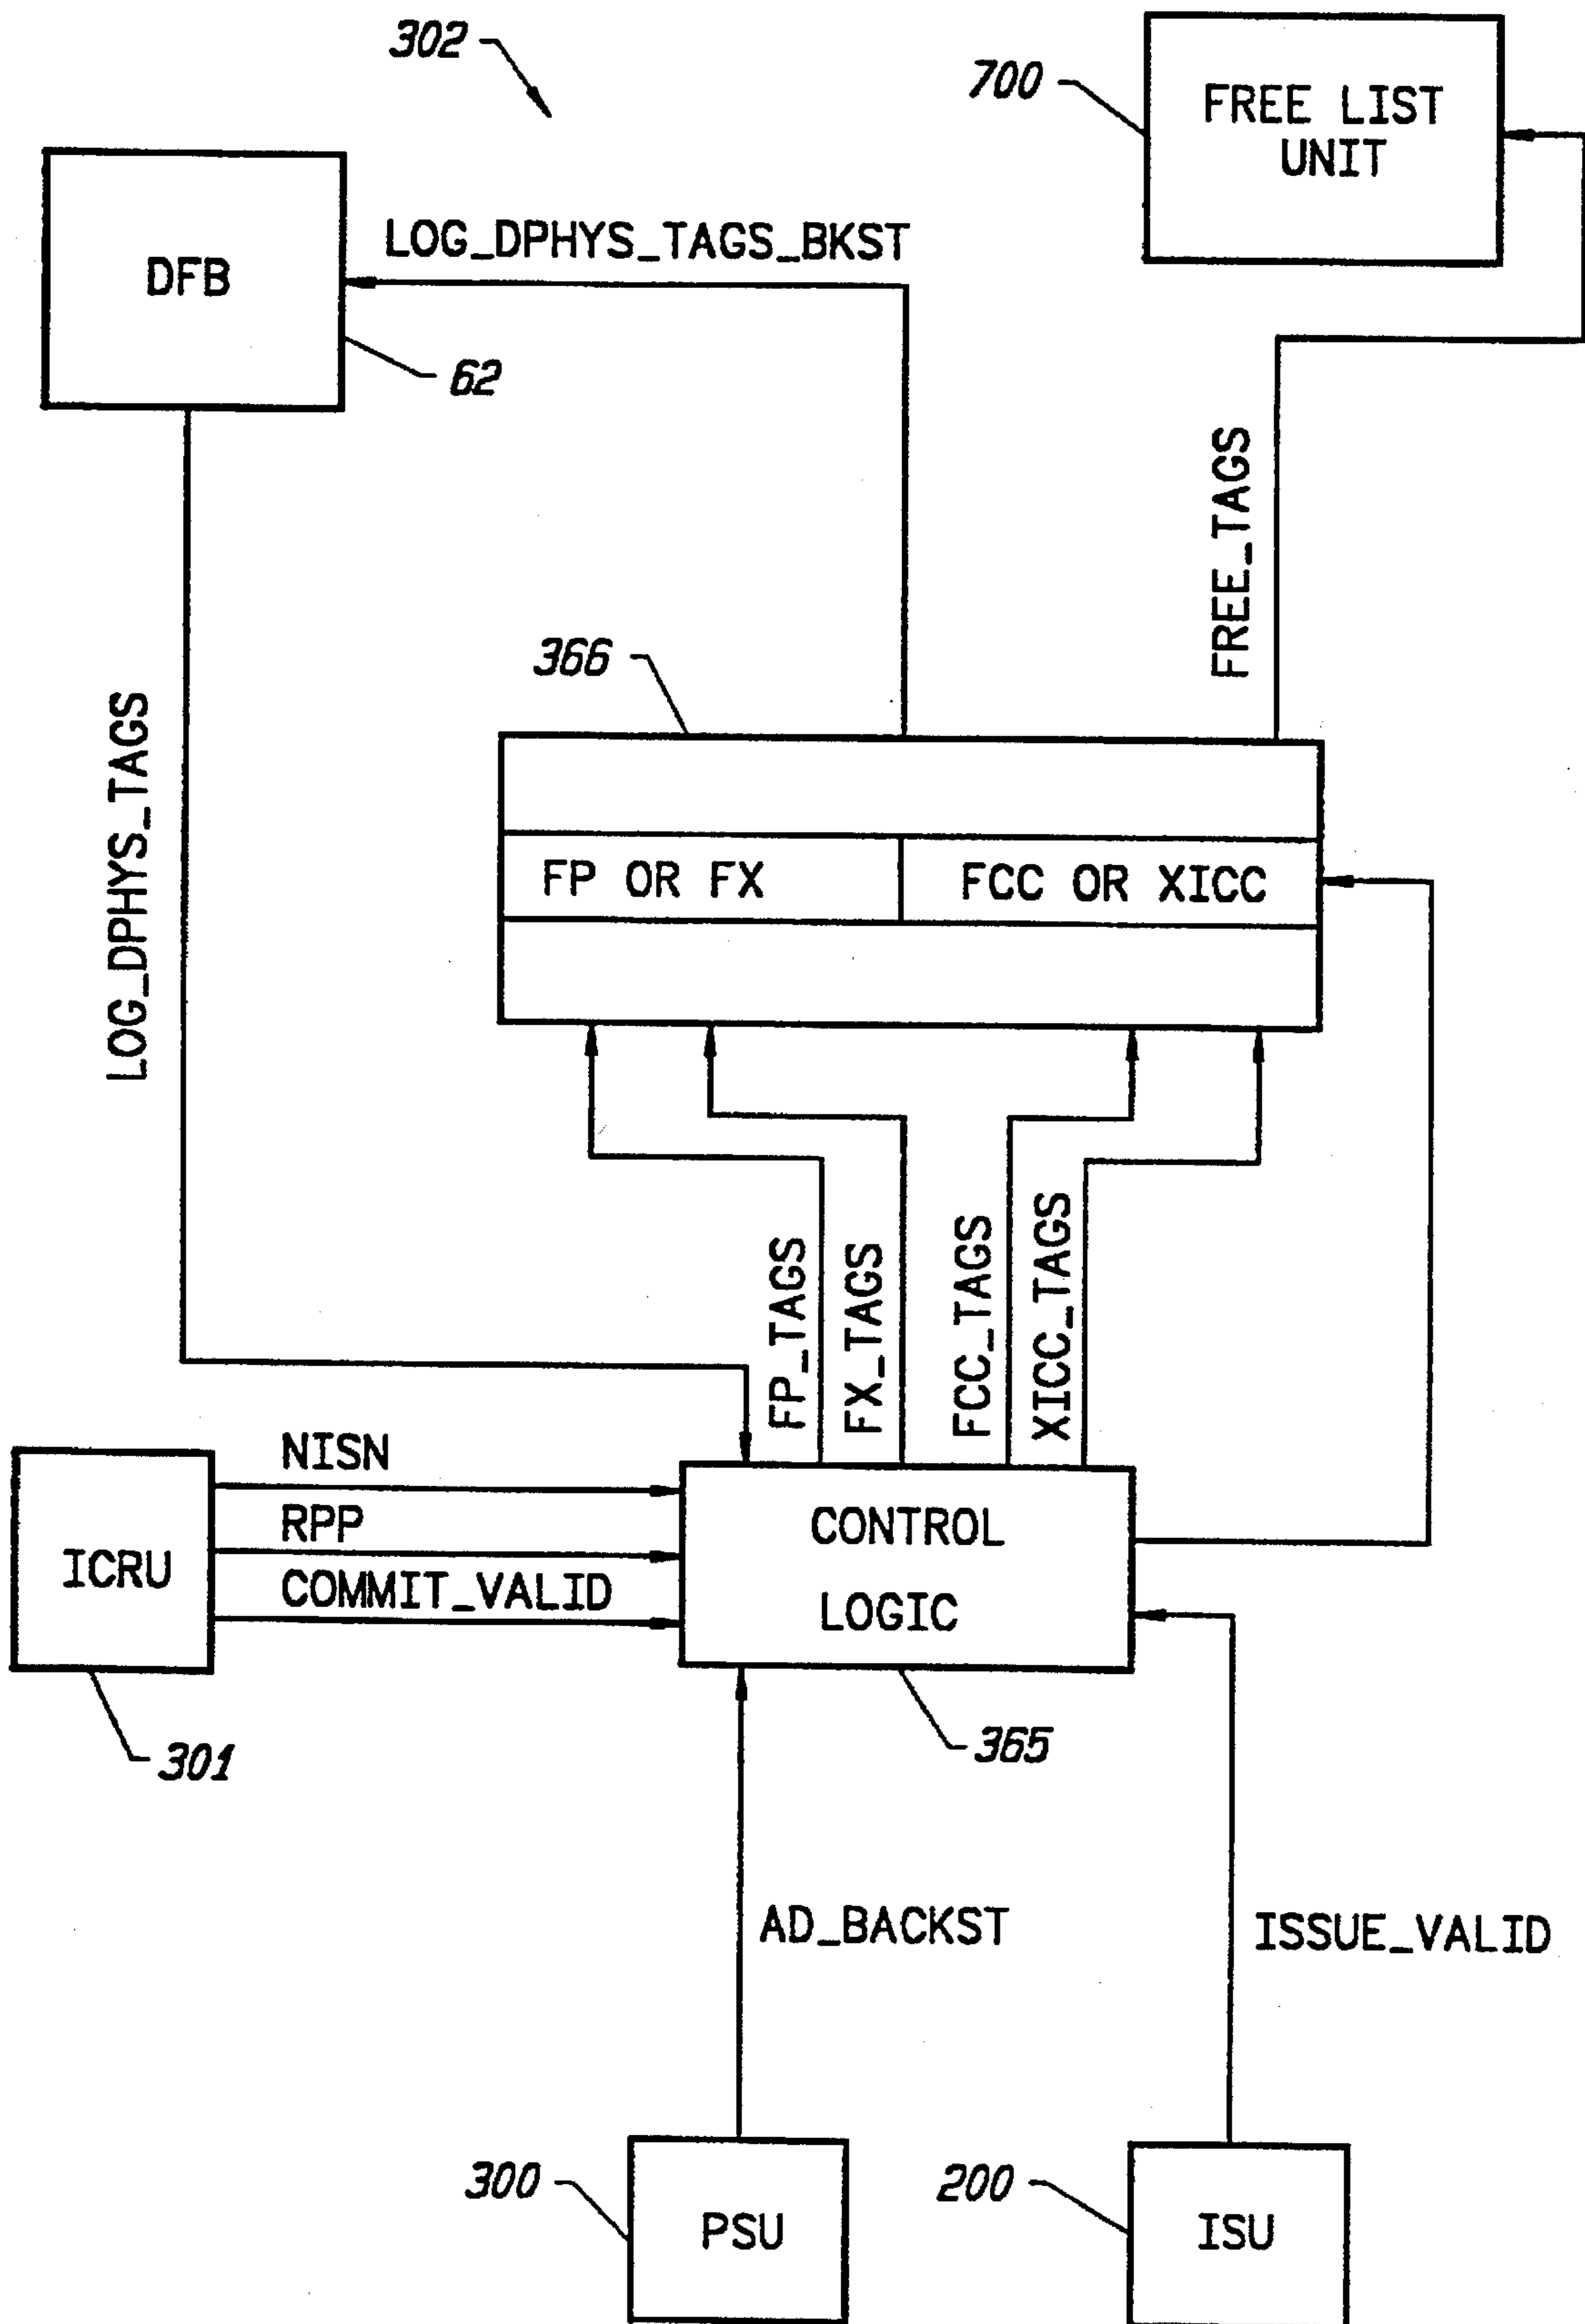 302
700
FREE LIST
UNIT
DFB
LOG_DPHYS_TAGS_BKST
62
FREE_TAGS
366
LOG_DPHYS_TAGS
FP OR FX
FCC OR XICC
FP_TAGS
FX_TAGS
FCC_TAGS
XICC_TAGS
ICRU
NISN
RPP
COMMIT_VALID
CONTROL
LOGIC
301
365
AD_BACKST
ISSUE_VALID
300
PSU
200
ISU